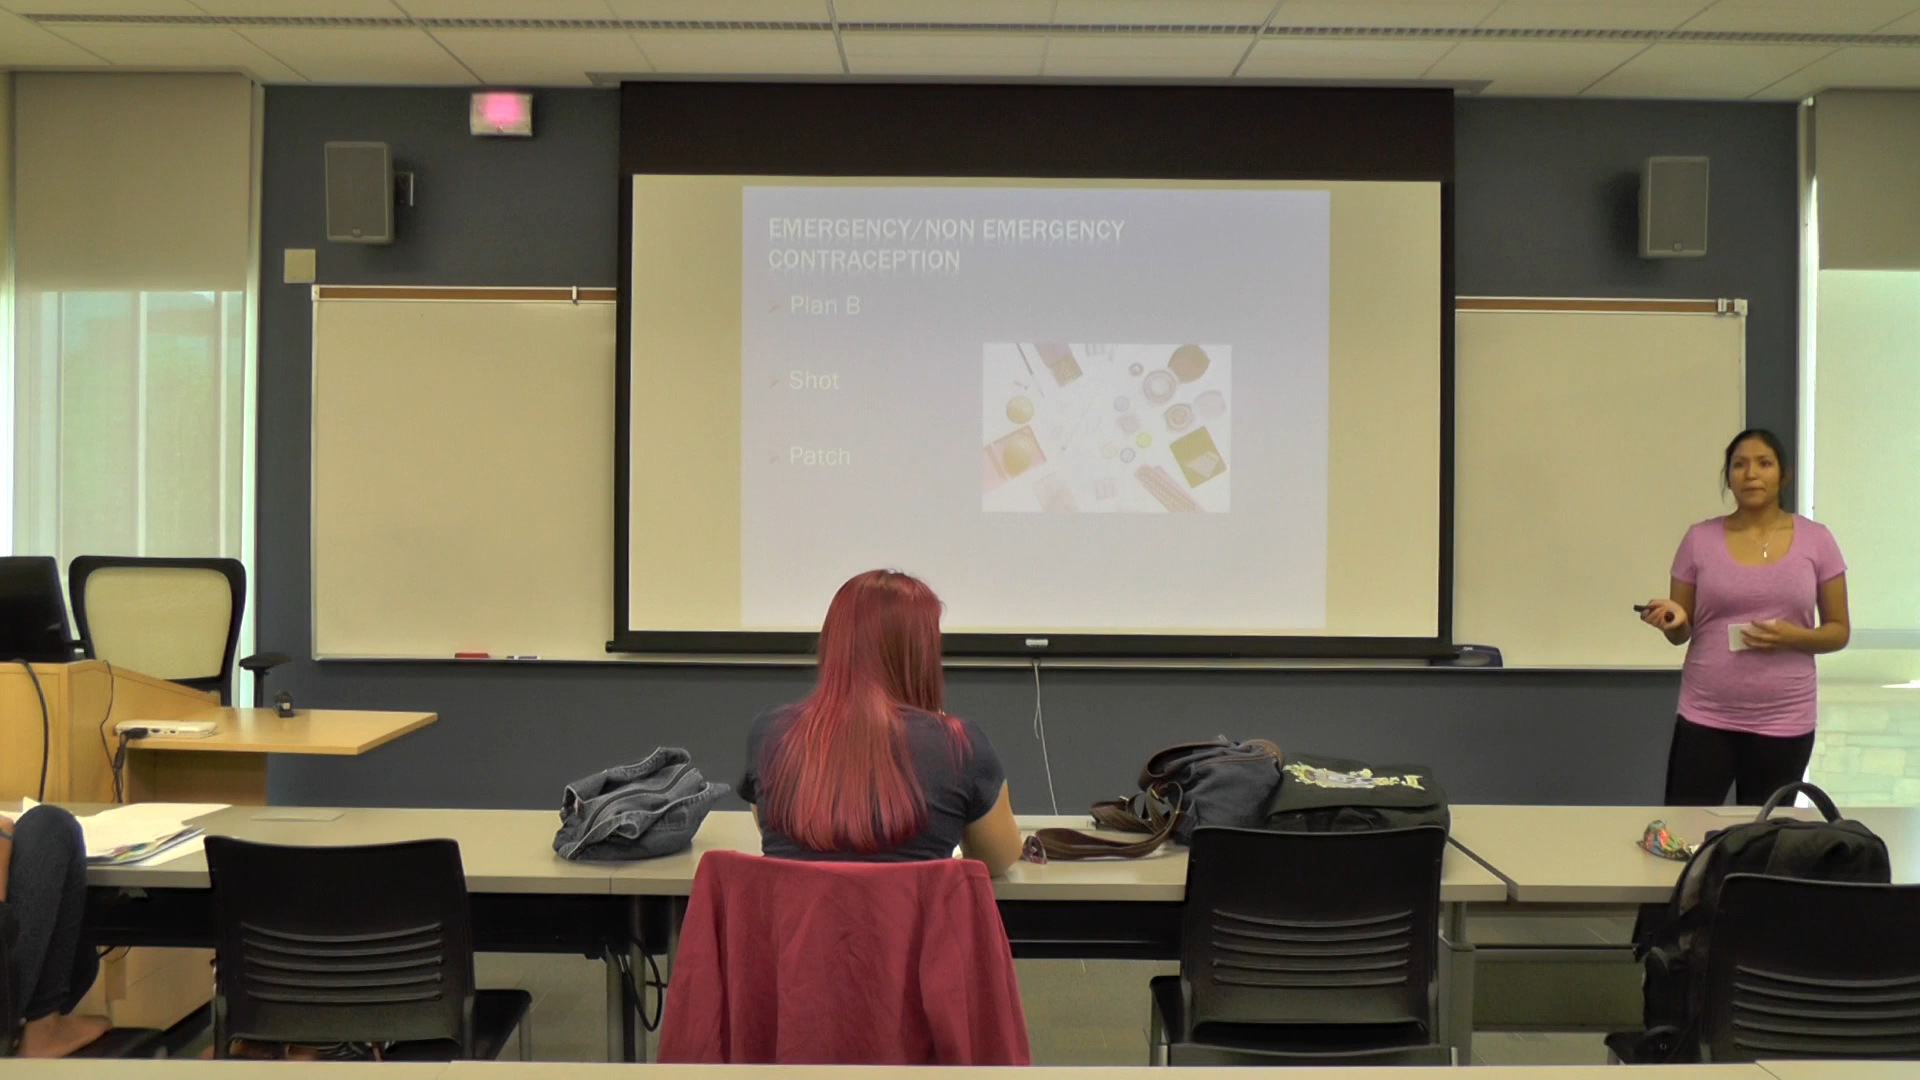 EMERGENCY/NON EMERGENCY
CONTRACEPTION
Plan B
Shot
Patch